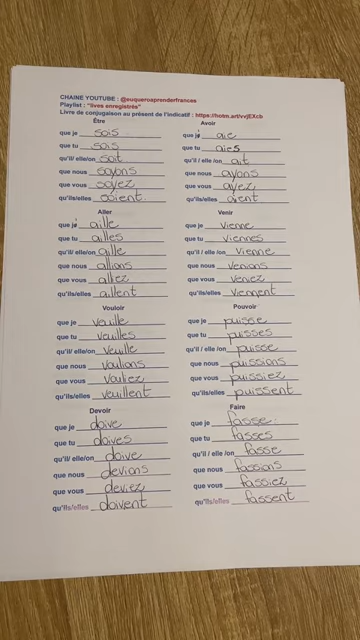 CHAINE YOUTUBE : @euqueroaprenderfrances
Playlist : "lives enregistrés"
Livre de conjugaison au présent de l'indicatif : https://hotm.art/vvjEXcb
Être Avoir
que je sois que j' aie
que tu sois que tu aies
qu'il/ elle/on soit qu'il / elle /on ait
que nous soyons que nous ayons
que vous soyez que vous ayez
qu'ils/elles soient qu'ils/elles aient
Aller Venir
que j' aille que je vienne
que tu ailles que tu viennes
qu'il/ elle/on aille qu'il / elle /on vienne
que nous allions que nous venions
que vous alliez que vous veniez
qu'ils/elles aillent qu'ils/elles viennent
Vouloir Pouvoir
que je veuille que je puisse
que tu veuilles que tu puisses
qu'il/ elle/on veuille qu'il / elle /on puisse
que nous voulions que nous puissions
que vous vouliez que vous puissiez
qu'ils/elles veuillent qu'ils/elles puissent
Devoir Faire
que je doive que je fasse
que tu doives que tu fasses
qu'il/ elle/on doive qu'il / elle /on fasse
que nous devions que nous fassions
que vous deviez que vous fassiez
qu'ils/elles doivent qu'ils/elles fassent